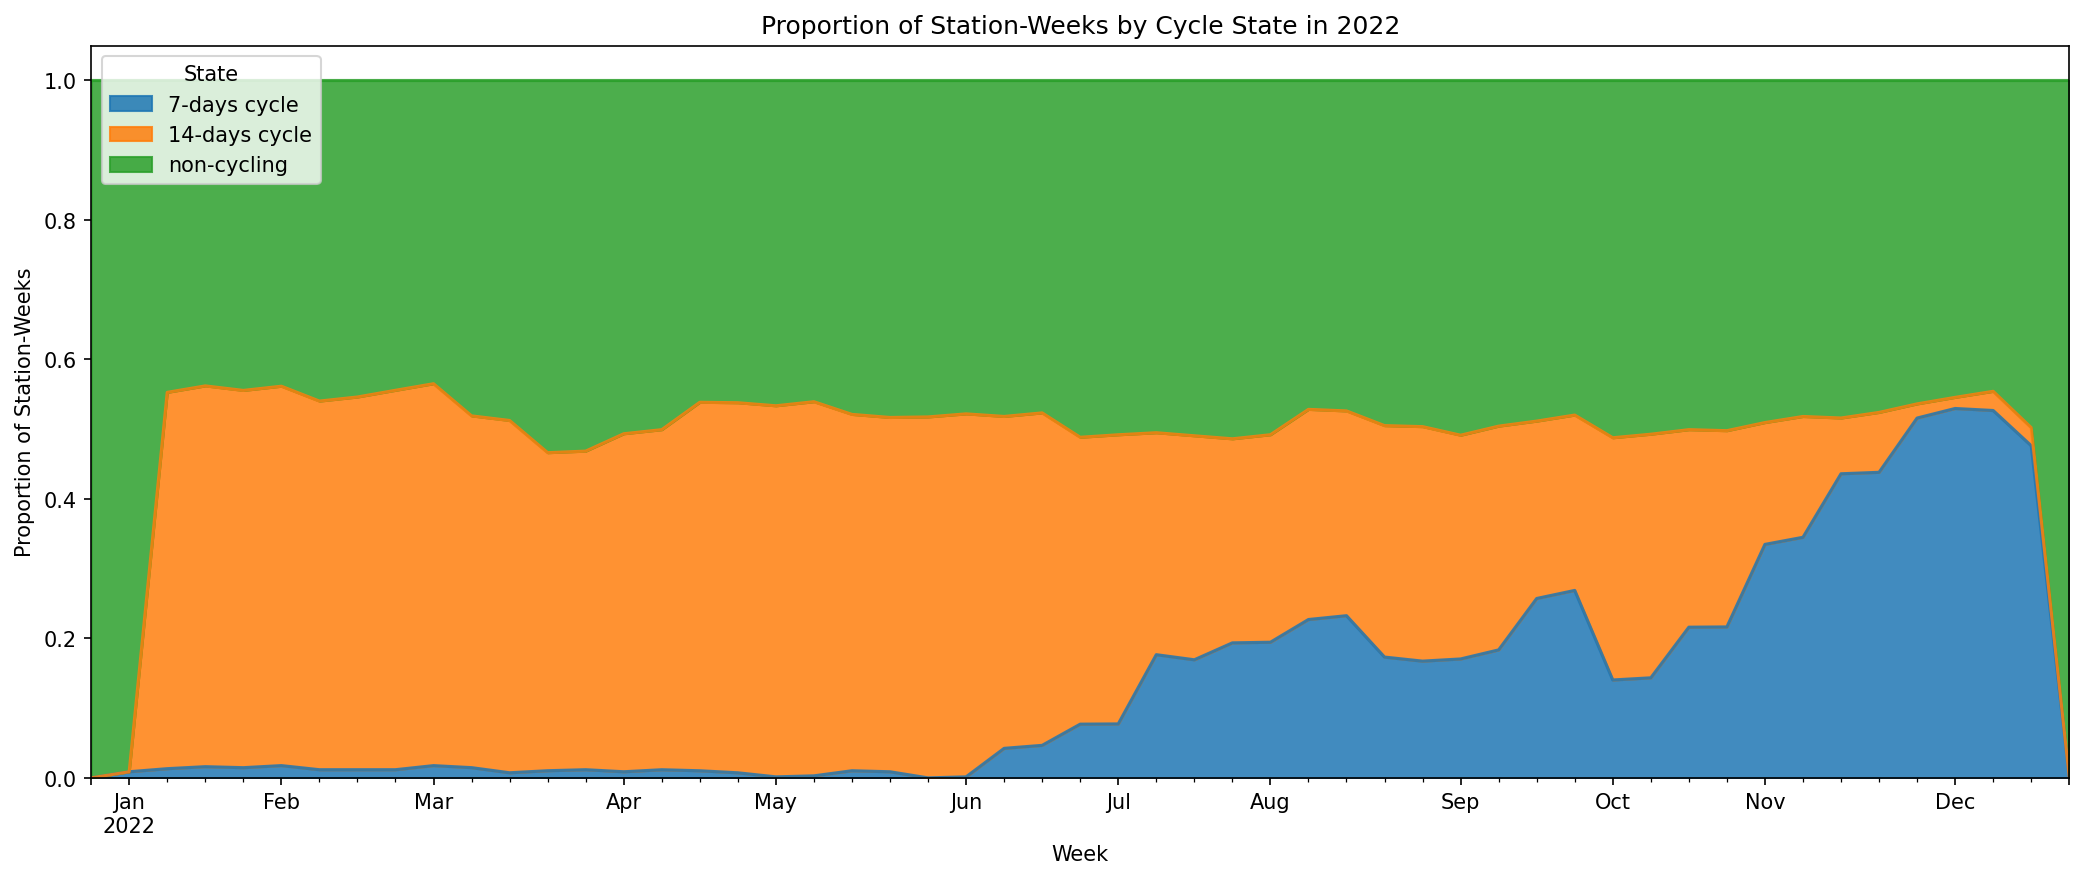 Proportion of Station-Weeks by Cycle State in 2022
State
7-days cycle
14-days cycle
non-cycling
Proportion of Station-Weeks
1.0
0.8
0.6
0.4
0.2
0.0
Jan Feb Mar Apr May Jun Jul Aug Sep Oct Nov Dec
2022
Week